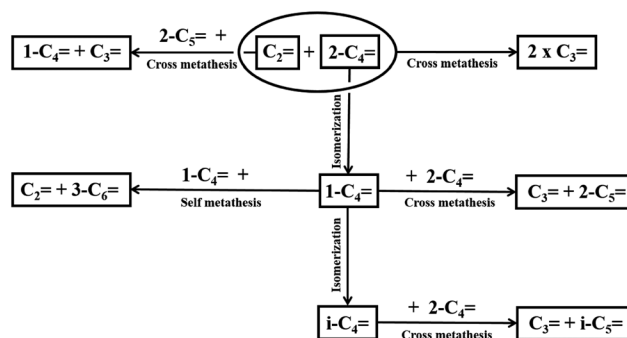 1-C₄= + C₃=
2-C₅= +
Cross metathesis
C₂= + 2-C₄=
Cross metathesis
2 x C₃=
Isomerization
C₂= + 3-C₆=
1-C₄= +
Self metathesis
1-C₄=
+ 2-C₄=
Cross metathesis
C₃= + 2-C₅=
Isomerization
i-C₄=
+ 2-C₄=
Cross metathesis
C₃= + i-C₅=